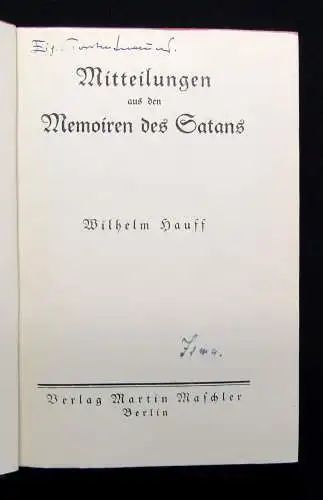 Mitteilungen
aus den
Memoiren des Satans
Wilhelm Hauff
Verlag Martin Maschler
Berlin